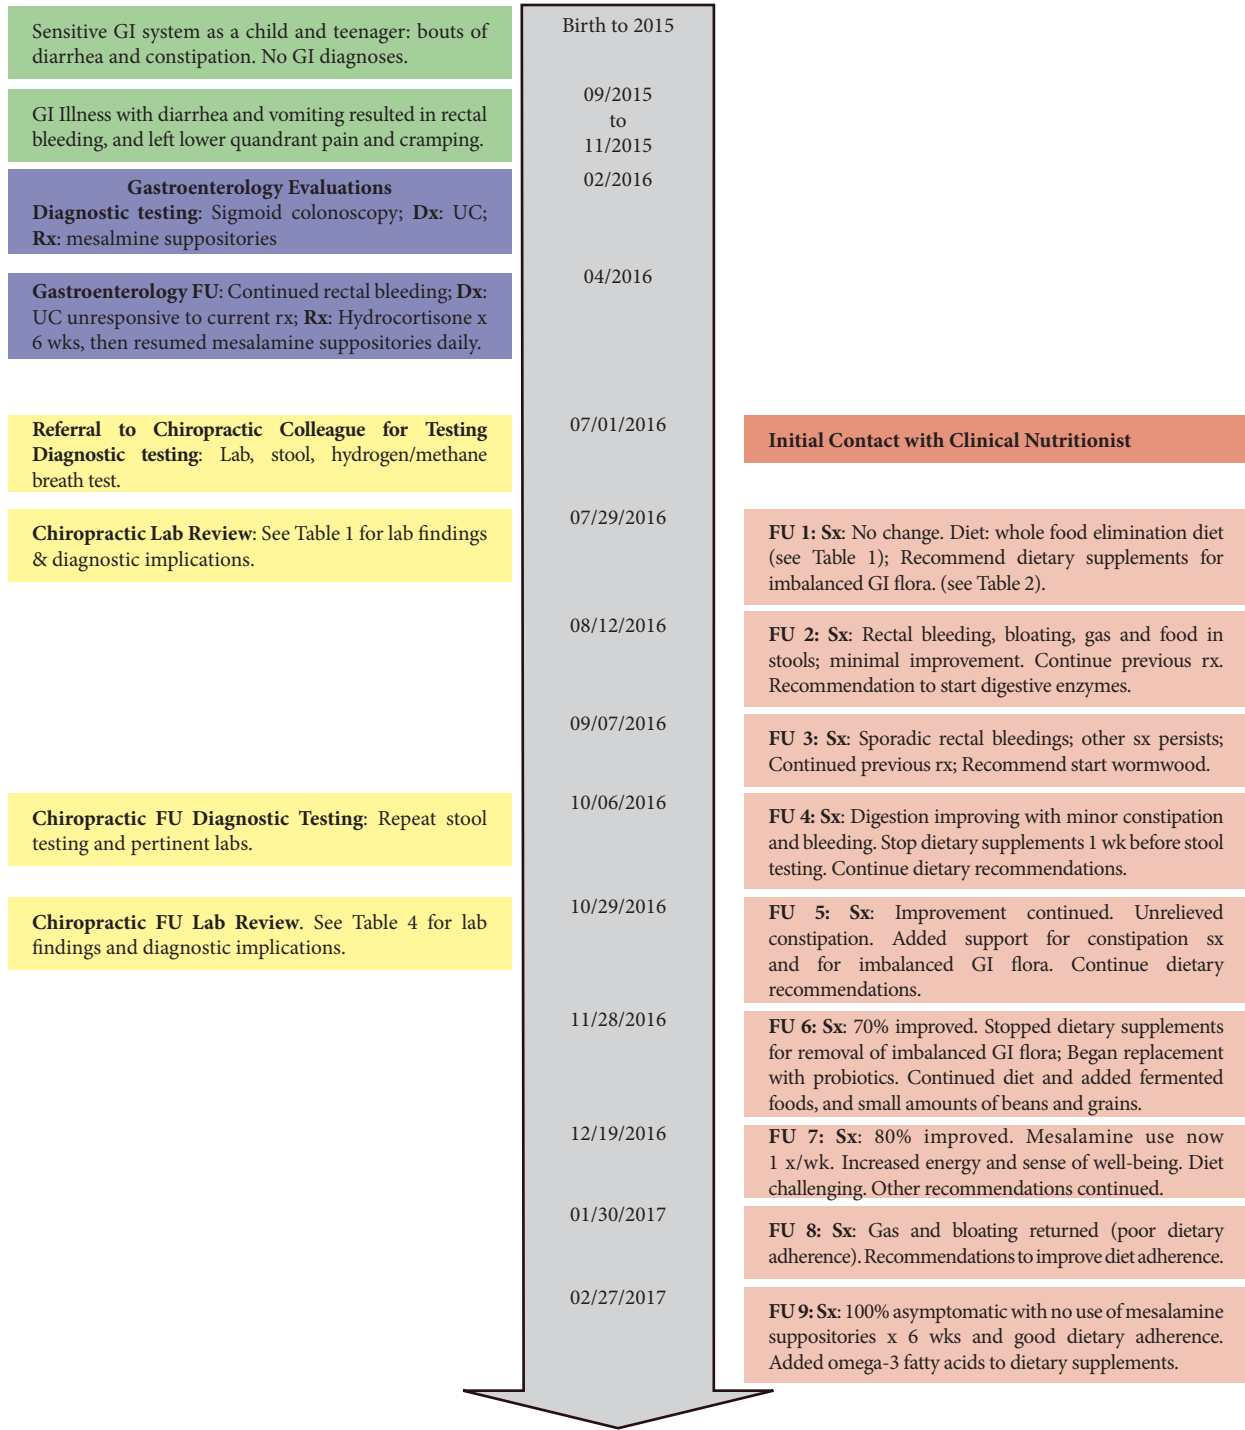 Birth to 2015
Sensitive GI system as a child and teenager: bouts of
diarrhea and constipation. No GI diagnoses.
09/2015
to
11/2015
GI Illness with diarrhea and vomiting resulted in rectal
bleeding, and left lower quandrant pain and cramping.
02/2016
Gastroenterology Evaluations
Diagnostic testing: Sigmoid colonoscopy; Dx: UC;
Rx: mesalmine suppositories
04/2016
Gastroenterology FU: Continued rectal bleeding; Dx:
UC unresponsive to current rx; Rx: Hydrocortisone x
6 wks, then resumed mesalamine suppositories daily.
07/01/2016
Referral to Chiropractic Colleague for Testing
Diagnostic testing: Lab, stool, hydrogen/methane
breath test.
Initial Contact with Clinical Nutritionist
07/29/2016
Chiropractic Lab Review: See Table 1 for lab findings
& diagnostic implications.
FU 1: Sx: No change. Diet: whole food elimination diet
(see Table 1); Recommend dietary supplements for
imbalanced GI flora. (see Table 2).
08/12/2016
FU 2: Sx: Rectal bleeding, bloating, gas and food in
stools; minimal improvement. Continue previous rx.
Recommendation to start digestive enzymes.
09/07/2016
FU 3: Sx: Sporadic rectal bleedings; other sx persists;
Continued previous rx; Recommend start wormwood.
10/06/2016
Chiropractic FU Diagnostic Testing: Repeat stool
testing and pertinent labs.
FU 4: Sx: Digestion improving with minor constipation
and bleeding. Stop dietary supplements 1 wk before stool
testing. Continue dietary recommendations.
10/29/2016
Chiropractic FU Lab Review. See Table 4 for lab
findings and diagnostic implications.
FU 5: Sx: Improvement continued. Unrelieved
constipation. Added support for constipation sx
and for imbalanced GI flora. Continue dietary
recommendations.
11/28/2016
FU 6: Sx: 70% improved. Stopped dietary supplements
for removal of imbalanced GI flora; Began replacement
with probiotics. Continued diet and added fermented
foods, and small amounts of beans and grains.
12/19/2016
FU 7: Sx: 80% improved. Mesalamine use now
1 x/wk. Increased energy and sense of well-being. Diet
challenging. Other recommendations continued.
01/30/2017
FU 8: Sx: Gas and bloating returned (poor dietary
adherence). Recommendations to improve diet adherence.
02/27/2017
FU 9: Sx: 100% asymptomatic with no use of mesalamine
suppositories x 6 wks and good dietary adherence.
Added omega-3 fatty acids to dietary supplements.